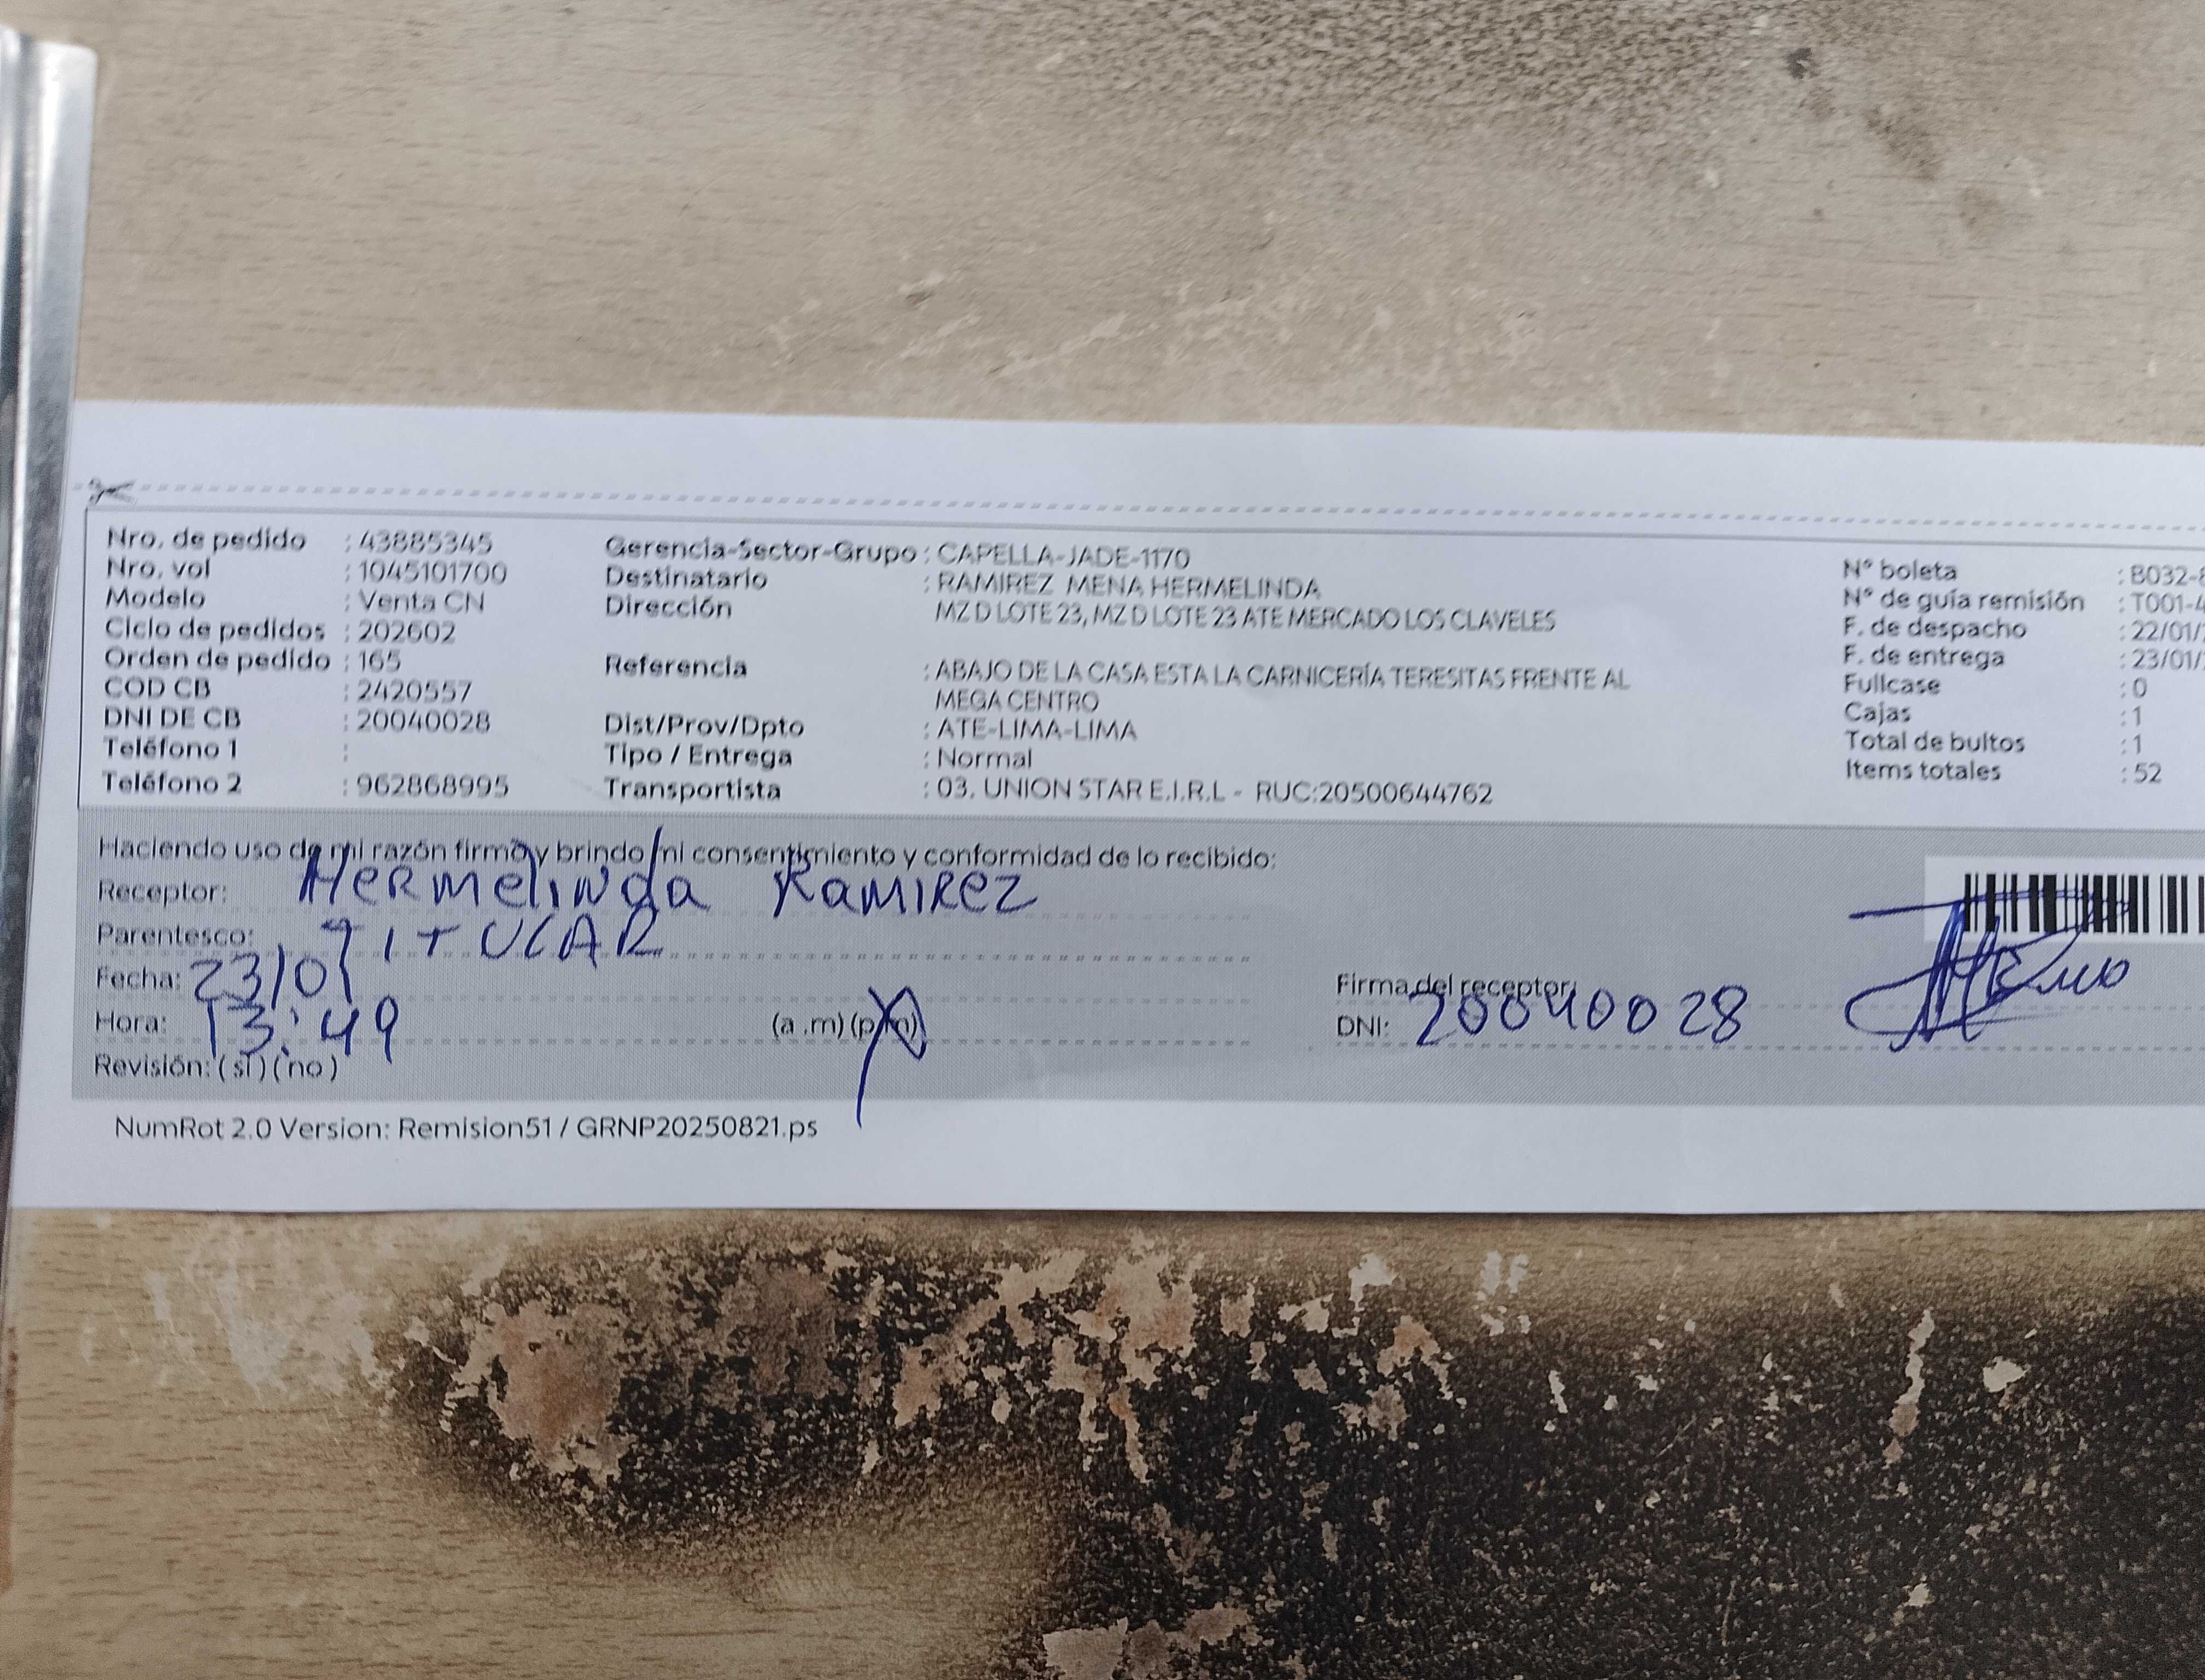 Nro. de pedido : 43885345
Nro. vol : 1045101700
Modelo : Venta CN
Ciclo de pedidos : 202602
Orden de pedido : 165
COD CB : 2420557
DNI DE CB : 20040028
Teléfono 1 :
Teléfono 2 : 962868995
Gerencia-Sector-Grupo : CAPELLA-JADE-1170
Destinatario : RAMIREZ MENA HERMELINDA
Dirección MZ D LOTE 23, MZ D LOTE 23 ATE MERCADO LOS CLAVELES
Referencia : ABAJO DE LA CASA ESTA LA CARNICERÍA TERESITAS FRENTE AL
MEGA CENTRO
Dist/Prov/Dpto : ATE-LIMA-LIMA
Tipo / Entrega : Normal
Transportista : 03. UNION STAR E.I.R.L - RUC:20500644762
N° boleta : B032-
N° de guía remisión : T001-4
F. de despacho : 22/01/
F. de entrega : 23/01/
Fullcase : 0
Cajas : 1
Total de bultos : 1
Items totales : 52
Haciendo uso de mi razón firmo y brindo mi consentimiento y conformidad de lo recibido:
Receptor: Hermelinda Ramirez
Parentesco: TITULAR
Fecha: 23/01
Hora: 13:49 (a .m) (p.m)
Revisión: ( si ) ( no )
Firma del receptor:
DNI: 20040028
NumRot 2.0 Version: Remision51 / GRNP20250821.ps